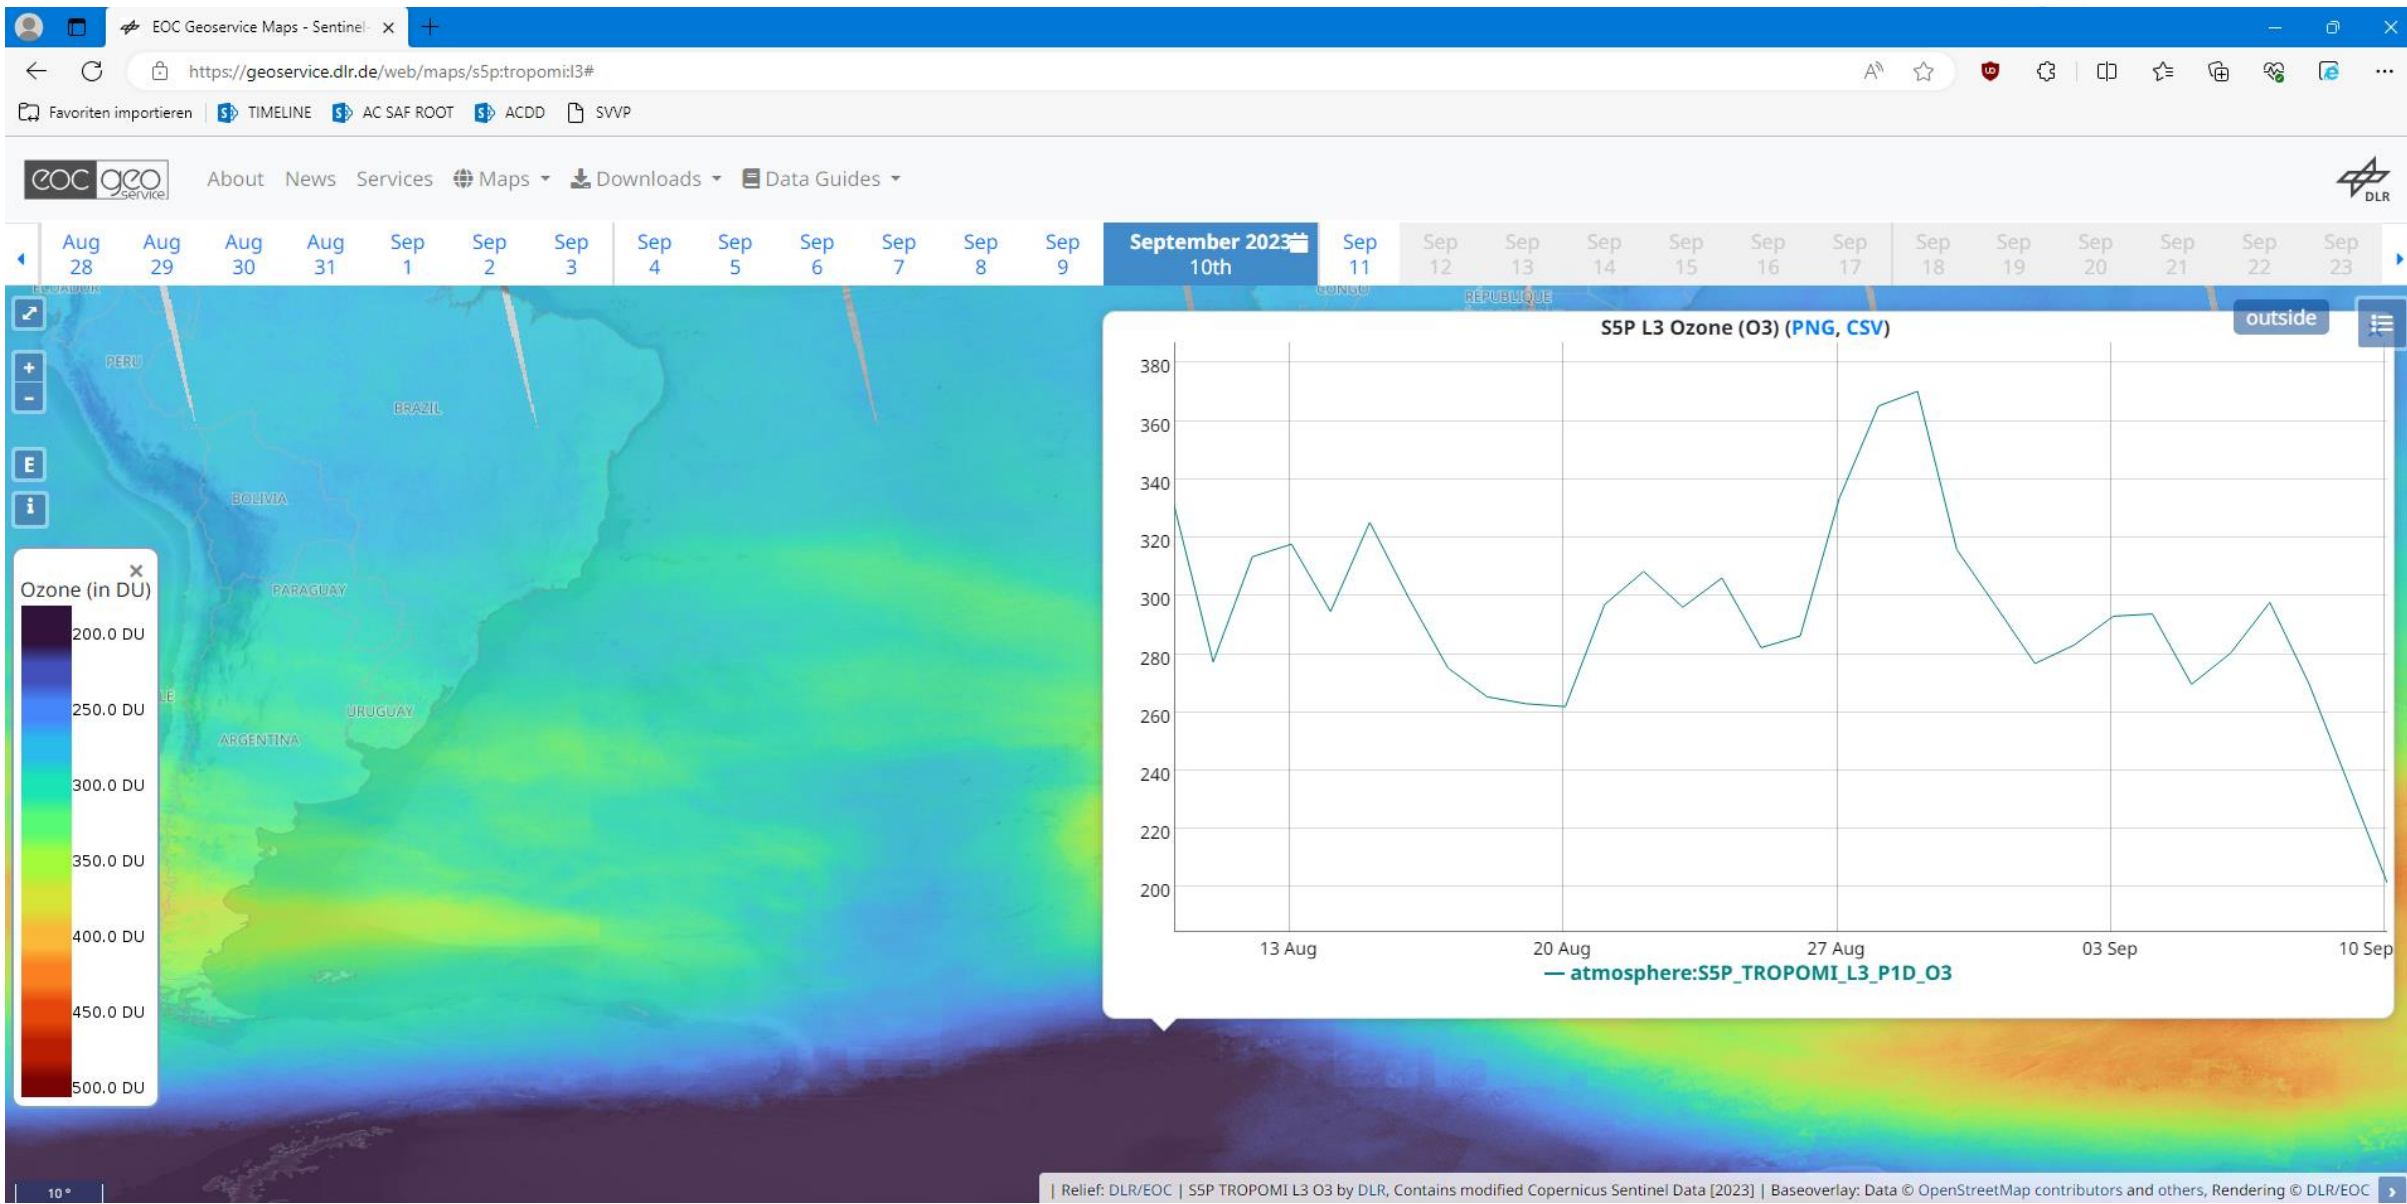 EOC Geoservice Maps - Sentinel-
https://geoservice.dlr.de/web/maps/s5p:tropomi:l3#
Favoriten importieren TIMELINE AC SAF ROOT ACDD SVVP
eoc geo service About News Services Maps Downloads Data Guides DLR
Aug 28
Aug 29
Aug 30
Aug 31
Sep 1
Sep 2
Sep 3
Sep 4
Sep 5
Sep 6
Sep 7
Sep 8
Sep 9
September 2023
10th
Sep 11
Sep 12
Sep 13
Sep 14
Sep 15
Sep 16
Sep 17
Sep 18
Sep 19
Sep 20
Sep 21
Sep 22
Sep 23
ECUADOR
CONGO
RÉPUBLIQUE
outside
PERU
BRAZIL
E
BOLIVIA
i
PARAGUAY
URUGUAY
ARGENTINA
LE
Ozone (in DU)
200.0 DU
250.0 DU
300.0 DU
350.0 DU
400.0 DU
450.0 DU
500.0 DU
S5P L3 Ozone (O3) (PNG, CSV)
380
360
340
320
300
280
260
240
220
200
13 Aug 20 Aug 27 Aug 03 Sep 10 Sep
atmosphere:S5P_TROPOMI_L3_P1D_O3
10 °
| Relief: DLR/EOC | S5P TROPOMI L3 O3 by DLR, Contains modified Copernicus Sentinel Data [2023] | Baseoverlay: Data © OpenStreetMap contributors and others, Rendering © DLR/EOC